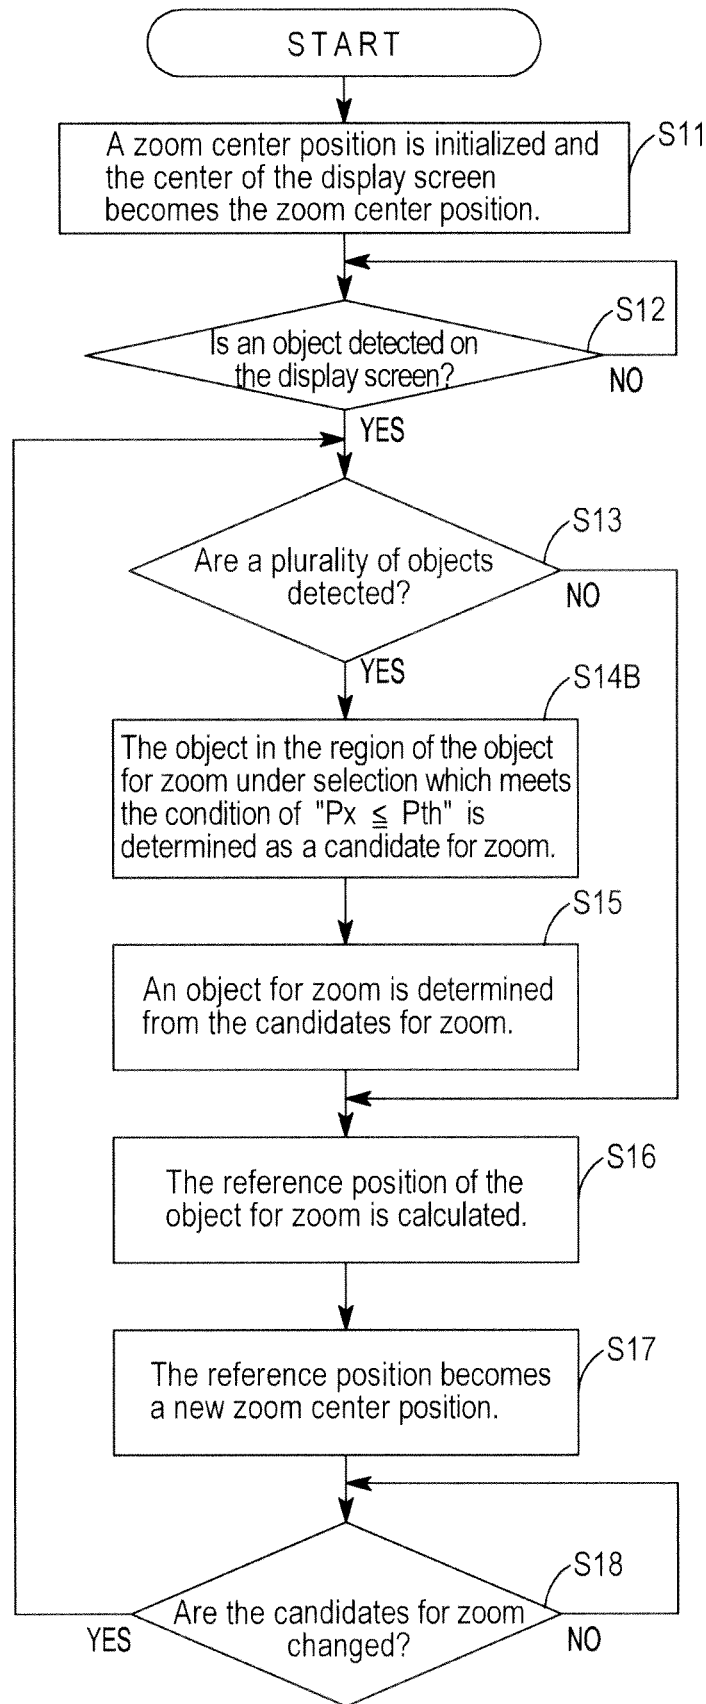 START
S11
A zoom center position is initialized and
the center of the display screen
becomes the zoom center position.
S12
Is an object detected on
the display screen?
NO
YES
S13
Are a plurality of objects
detected?
NO
YES
S14B
The object in the region of the object
for zoom under selection which meets
the condition of "Px ≦ Pth" is
determined as a candidate for zoom.
S15
An object for zoom is determined
from the candidates for zoom.
S16
The reference position of the
object for zoom is calculated.
S17
The reference position becomes
a new zoom center position.
S18
Are the candidates for zoom
changed?
YES
NO